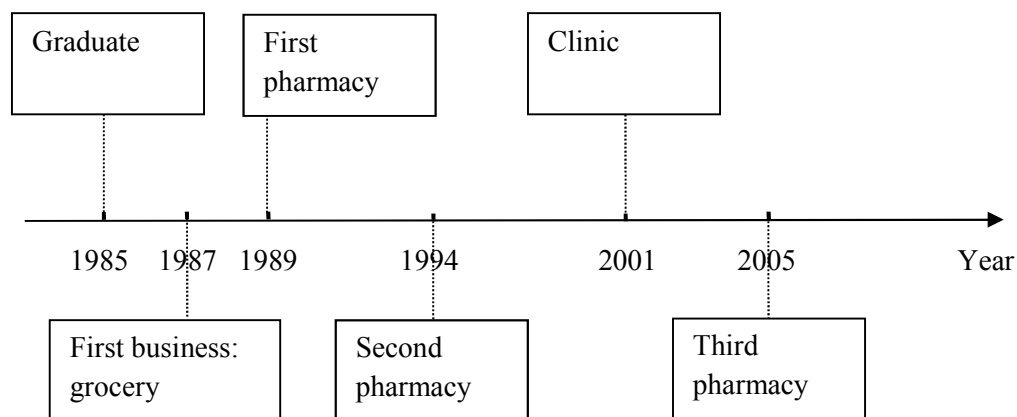 Graduate
First
pharmacy
Clinic
1985 1987 1989 1994 2001 2005 Year
First business:
grocery
Second
pharmacy
Third
pharmacy